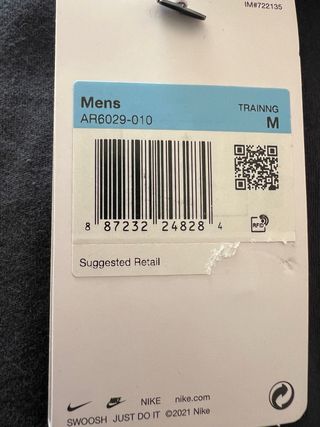 IM#722135
Mens
TRAINNG
AR6029-010
M
8 87232 24828 4
RFID
Suggested Retail
NIKE nike.com
SWOOSH JUST DO IT ©2021 Nike